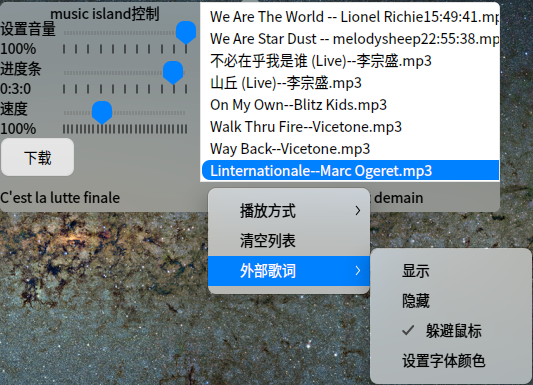 music island控制
设置音量
100%
进度条
0:3:0
速度
100%
下载
We Are The World -- Lionel Richie15:49:41.mp
We Are Star Dust -- melodysheep22:55:38.mp
不必在乎我是谁 (Live)--李宗盛.mp3
山丘 (Live)--李宗盛.mp3
On My Own--Blitz Kids.mp3
Walk Thru Fire--Vicetone.mp3
Way Back--Vicetone.mp3
Linternationale--Marc Ogeret.mp3
C'est la lutte finale
demain
播放方式
清空列表
外部歌词
显示
隐藏
躲避鼠标
设置字体颜色